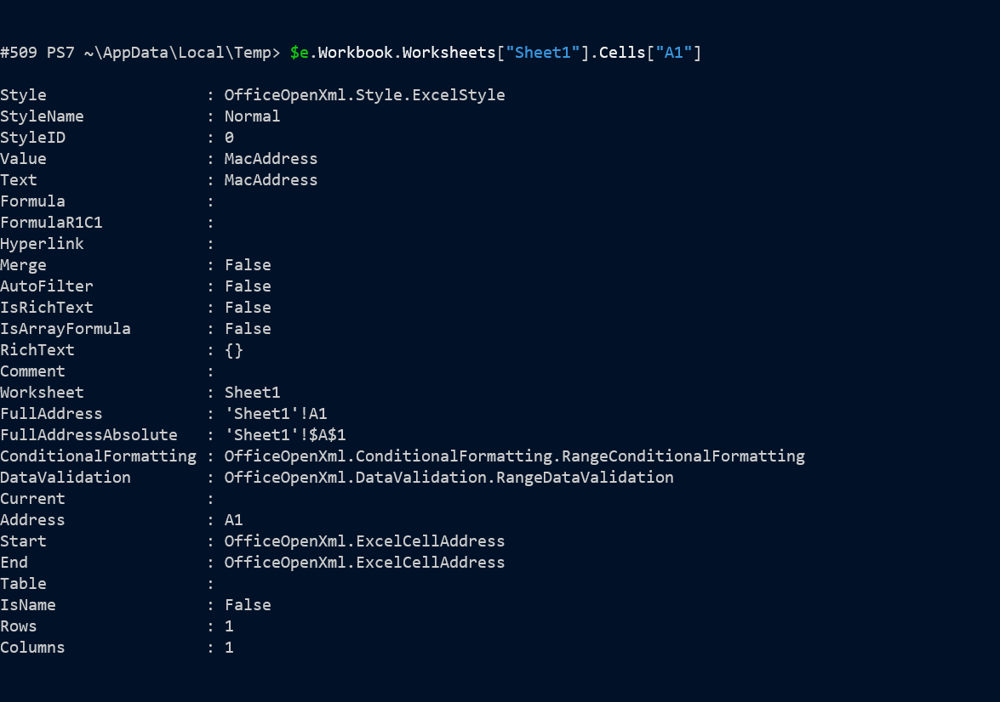 #509 PS7 ~\AppData\Local\Temp> $e.Workbook.Worksheets["Sheet1"].Cells["A1"]
Style                 : OfficeOpenXml.Style.ExcelStyle
StyleName             : Normal
StyleID               : 0
Value                 : MacAddress
Text                  : MacAddress
Formula               :
FormulaR1C1           :
Hyperlink             :
Merge                 : False
AutoFilter            : False
IsRichText            : False
IsArrayFormula        : False
RichText              : {}
Comment               :
Worksheet             : Sheet1
FullAddress           : 'Sheet1'!A1
FullAddressAbsolute   : 'Sheet1'!$A$1
ConditionalFormatting : OfficeOpenXml.ConditionalFormatting.RangeConditionalFormatting
DataValidation        : OfficeOpenXml.DataValidation.RangeDataValidation
Current               :
Address               : A1
Start                 : OfficeOpenXml.ExcelCellAddress
End                   : OfficeOpenXml.ExcelCellAddress
Table                 :
IsName                : False
Rows                  : 1
Columns               : 1